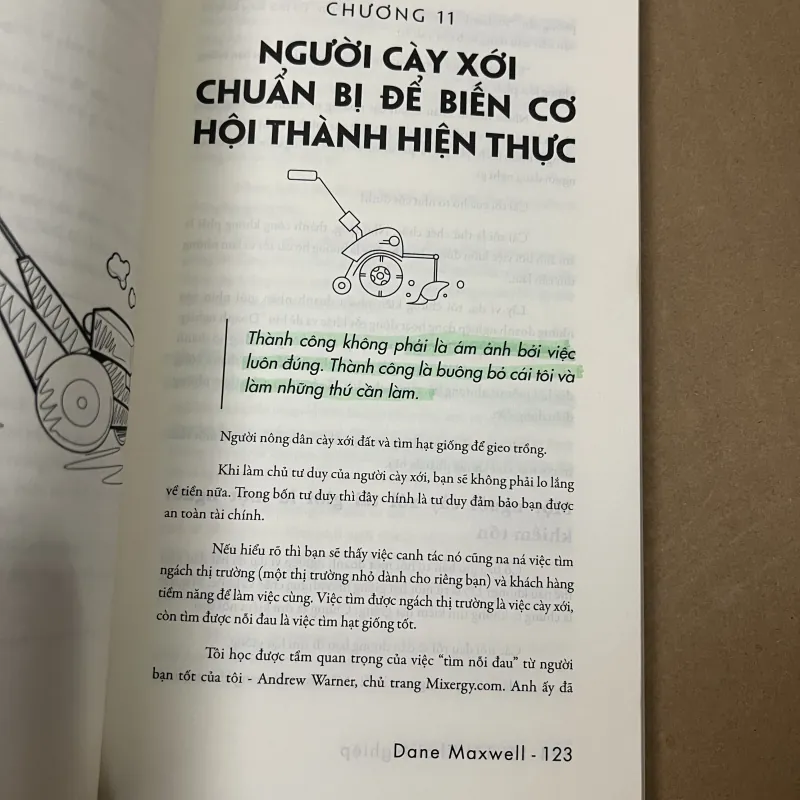 CHƯƠNG 11
NGƯỜI CÀY XỚI
CHUẨN BỊ ĐỂ BIẾN CƠ
HỘI THÀNH HIỆN THỰC
Thành công không phải là ám ảnh bởi việc
luôn đúng. Thành công là buông bỏ cái tôi và
làm những thứ cần làm.
Người nông dân cày xới đất và tìm hạt giống để gieo trồng.
Khi làm chủ tư duy của người cày xới, bạn sẽ không phải lo lắng
về tiền nữa. Trong bốn tư duy thì đây chính là tư duy đảm bảo bạn được
an toàn tài chính.
Nếu hiểu rõ thì bạn sẽ thấy việc canh tác nó cũng na ná việc tìm
ngách thị trường (một thị trường nhỏ dành cho riêng bạn) và khách hàng
tiềm năng để làm việc cùng. Việc tìm được ngách thị trường là việc cày xới,
còn tìm được nỗi đau là việc tìm hạt giống tốt.
Tôi học được tầm quan trọng của việc “tìm nỗi đau” từ người
bạn tốt của tôi - Andrew Warner, chủ trang Mixergy.com. Anh ấy đã
Dane Maxwell - 123